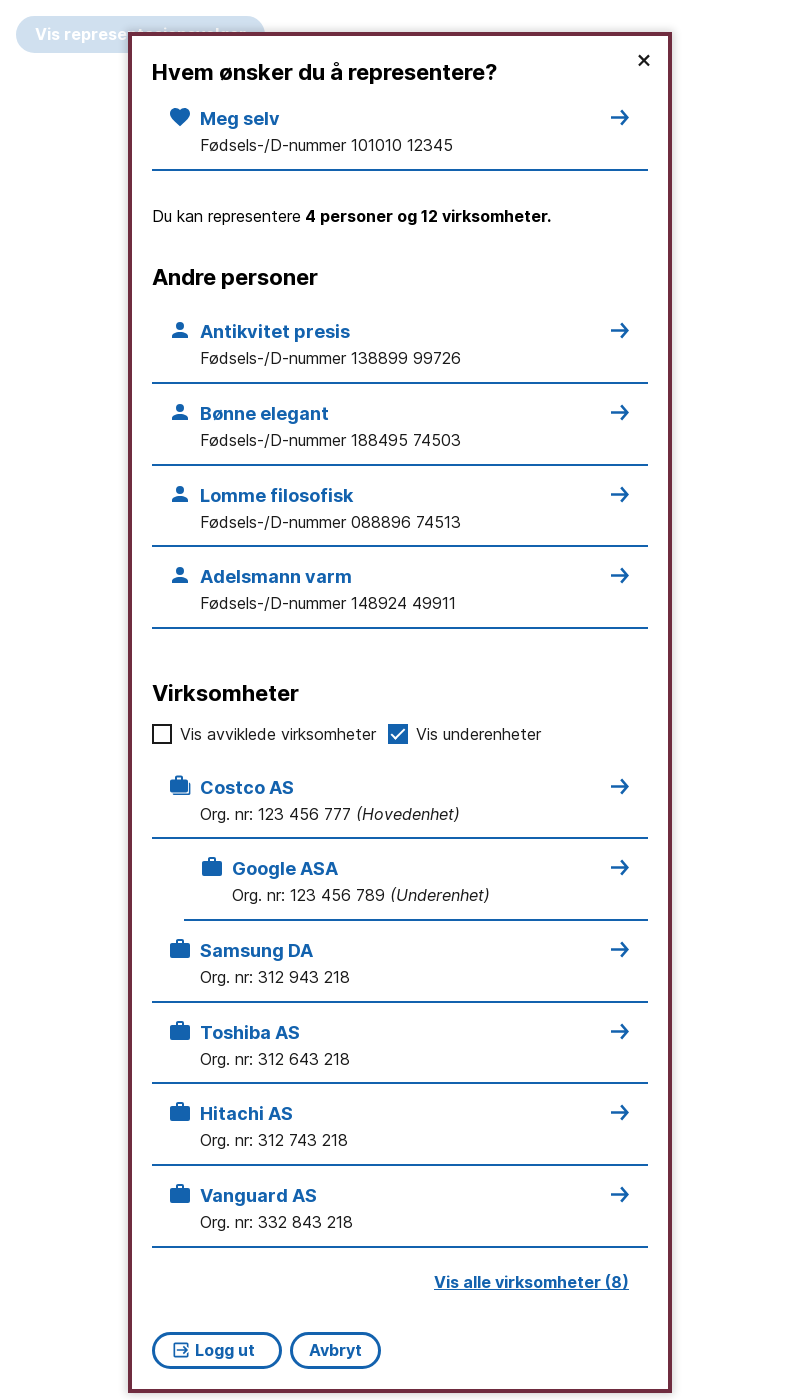 Vis
Hvem ønsker du å representere?
Meg selv
Fødsels-/D-nummer 101010 12345
Du kan representere 4 personer og 12 virksomheter.
Andre personer
Antikvitet presis
Fødsels-/D-nummer 138899 99726
Bønne elegant
Fødsels-/D-nummer 188495 74503
Lomme filosofisk
Fødsels-/D-nummer 088896 74513
Adelsmann varm
Fødsels-/D-nummer 148924 49911
Virksomheter
Vis avviklede virksomheter Vis underenheter
Costco AS
Org. nr: 123 456 777 (Hovedenhet)
Google ASA
Org. nr: 123 456 789 (Underenhet)
Samsung DA
Org. nr: 312 943 218
Toshiba AS
Org. nr: 312 643 218
Hitachi AS
Org. nr: 312 743 218
Vanguard AS
Org. nr: 332 843 218
Vis alle virksomheter (8)
Logg ut Avbryt